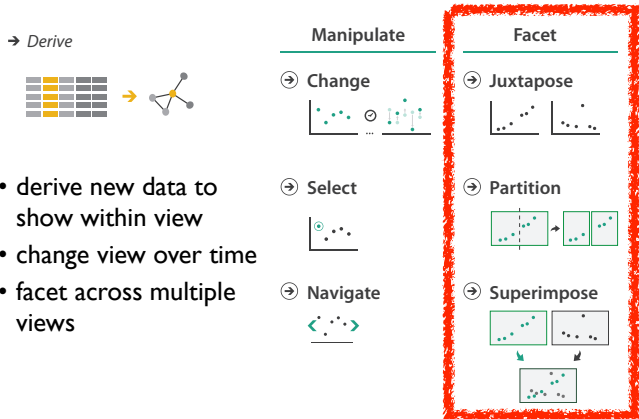 → Derive
• derive new data to
show within view
• change view over time
• facet across multiple
views
Manipulate
Change
...
Select
Navigate
Facet
Juxtapose
Partition
Superimpose